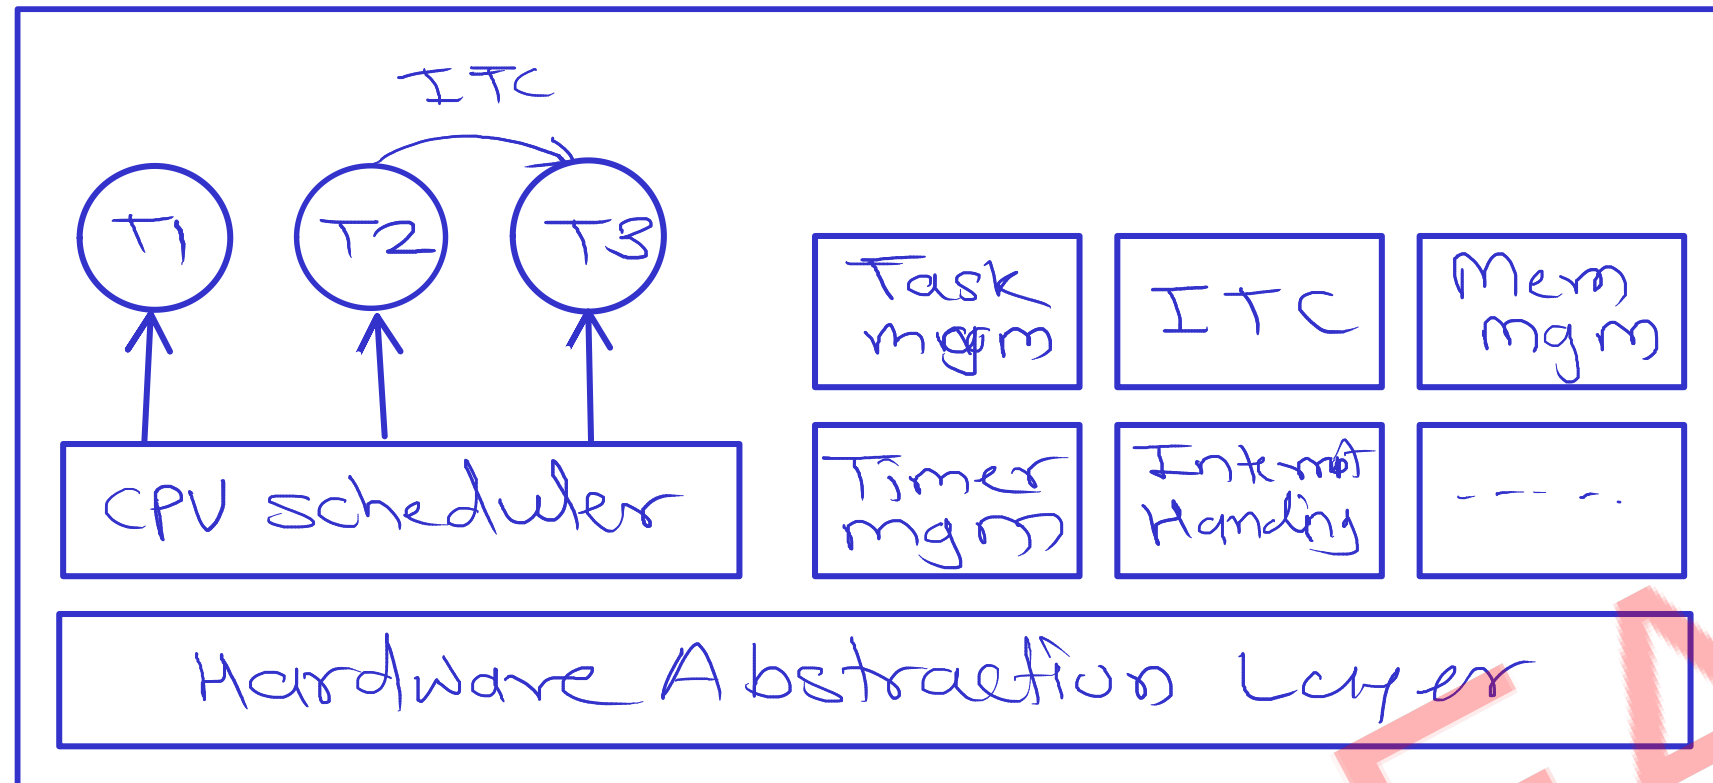 ITC
T1 T2 T3
Task
mgm
ITC
Mem
mgm
CPU scheduler
Timer
mgm
Interrupt
Handling
---- -.
Hardware Abstraction Layer